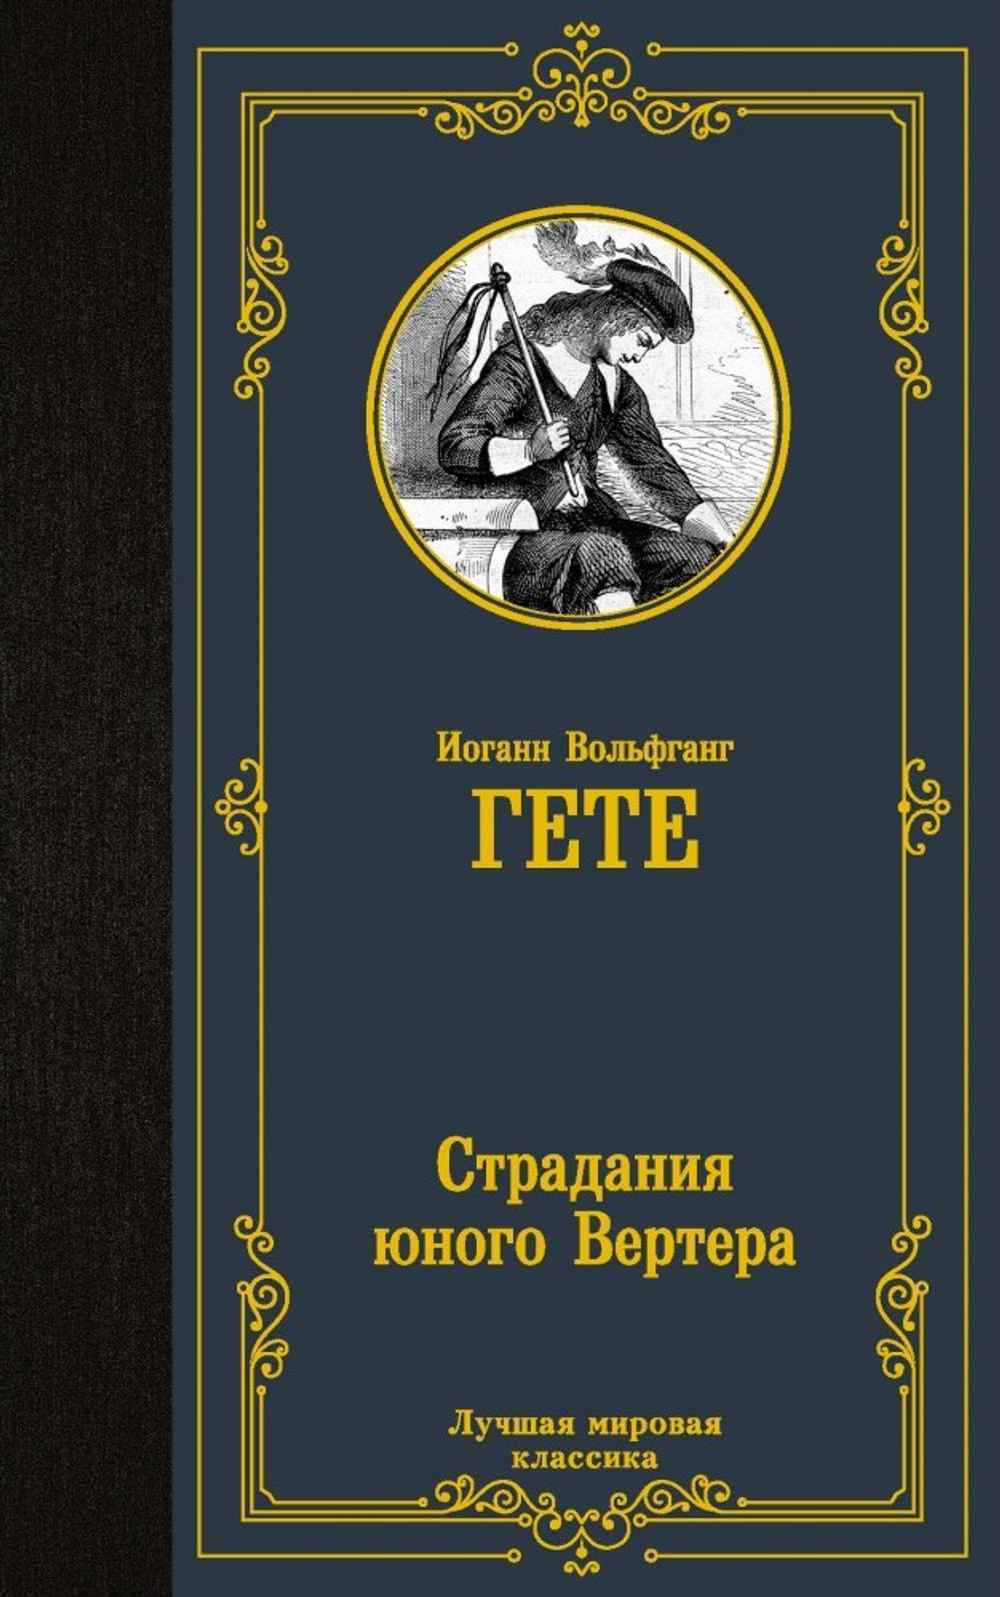 Иоганн Вольфганг
ГЕТЕ
Страдания
юного Вертера
Лучшая мировая
классика